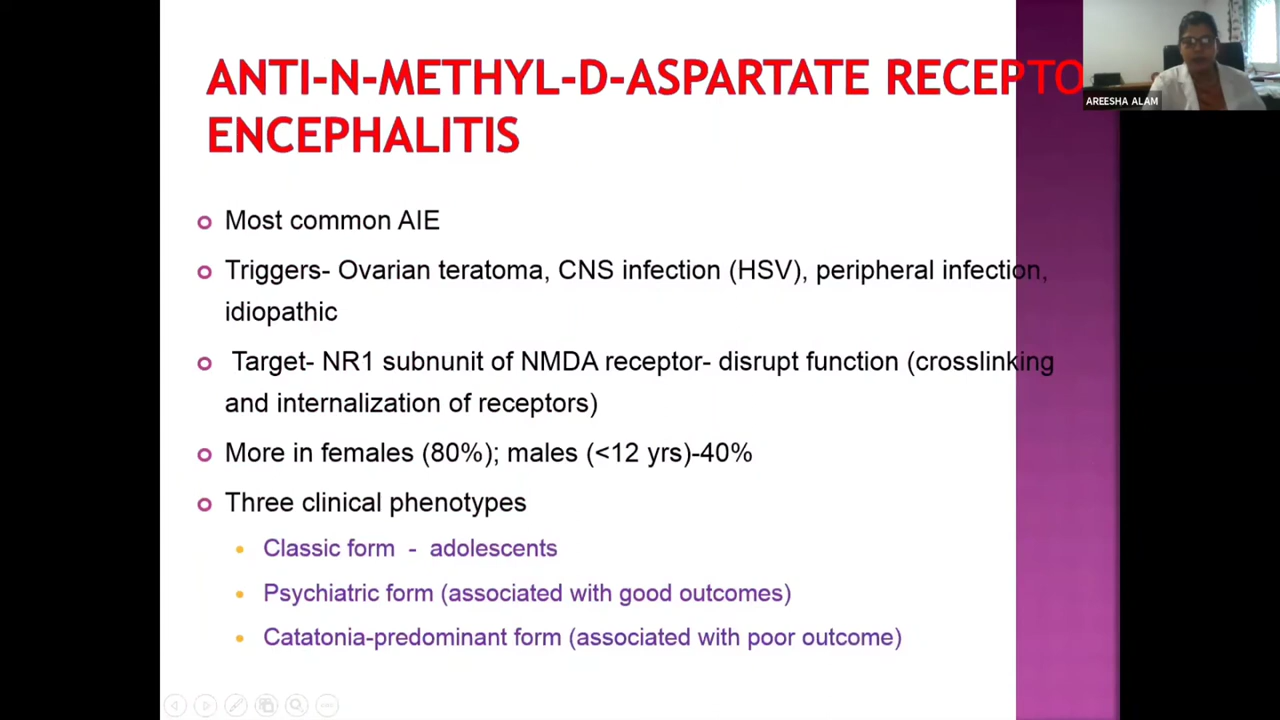 ANTI-N-METHYL-D-ASPARTATE RECEPTO
ENCEPHALITIS
AREESHA ALAM
Most common AIE
Triggers- Ovarian teratoma, CNS infection (HSV), peripheral infection,
idiopathic
Target- NR1 subnunit of NMDA receptor- disrupt function (crosslinking
and internalization of receptors)
More in females (80%); males (<12 yrs)-40%
Three clinical phenotypes
Classic form - adolescents
Psychiatric form (associated with good outcomes)
Catatonia-predominant form (associated with poor outcome)